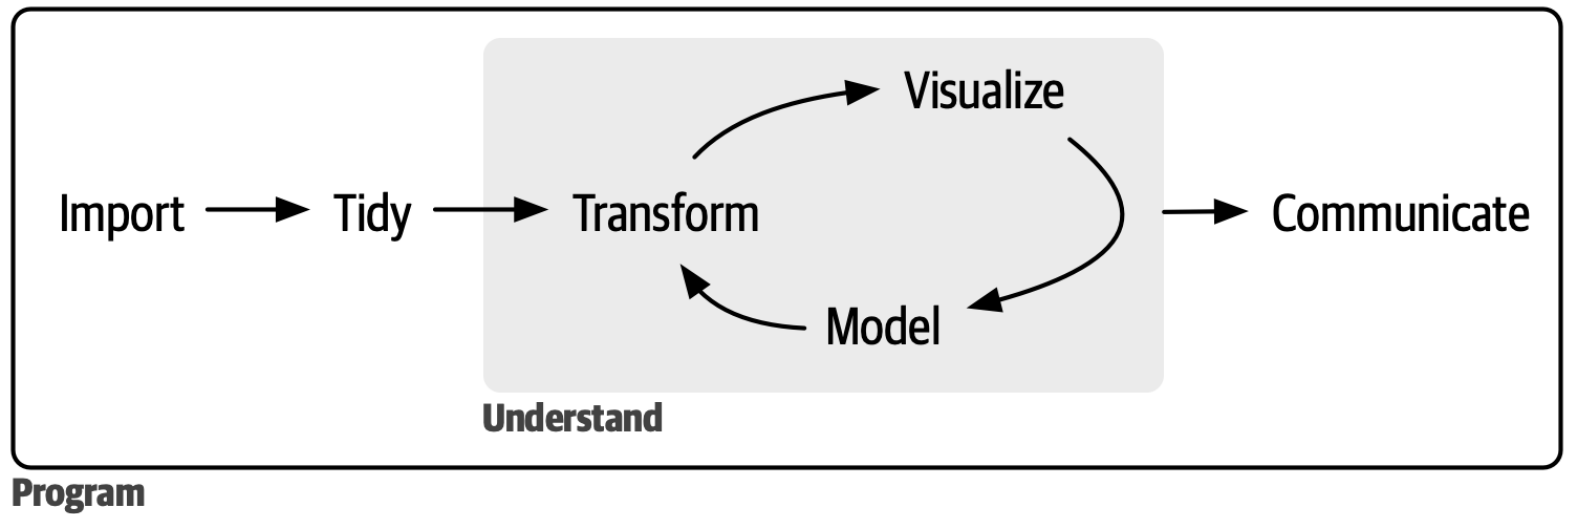 Visualize
Import
Tidy
Transform
Communicate
Model
Understand
Program